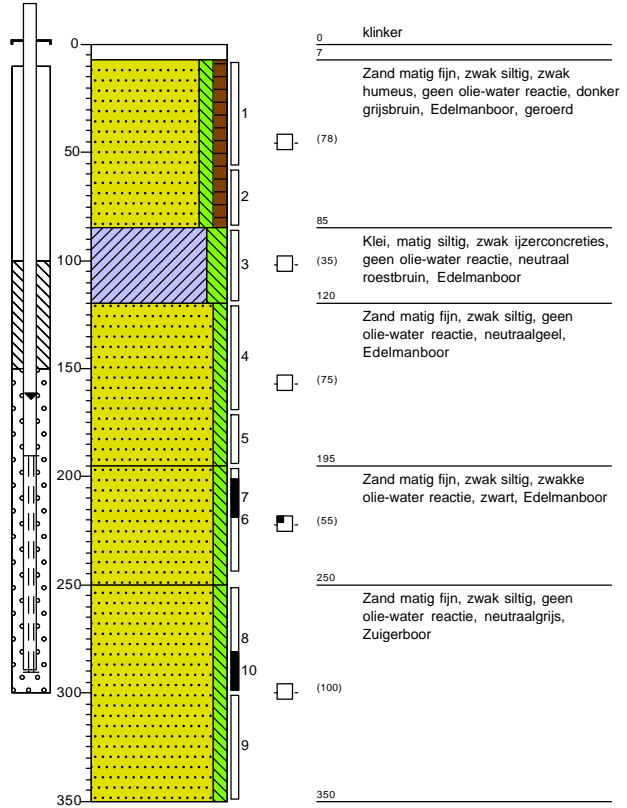 0
0
klinker
7
Zand matig fijn, zwak siltig, zwak
humeus, geen olie-water reactie, donker
grijsbruin, Edelmanboor, geroerd
1
(78)
50
2
85
Klei, matig siltig, zwak ijzerconcreties,
geen olie-water reactie, neutraal
roestbruin, Edelmanboor
100
3
(35)
120
Zand matig fijn, zwak siltig, geen
olie-water reactie, neutraalgeel,
Edelmanboor
4
150
(75)
5
195
200
Zand matig fijn, zwak siltig, zwakke
olie-water reactie, zwart, Edelmanboor
7
6
(55)
250
250
Zand matig fijn, zwak siltig, geen
olie-water reactie, neutraalgrijs,
Zuigerboor
8
10
300
(100)
9
350
350